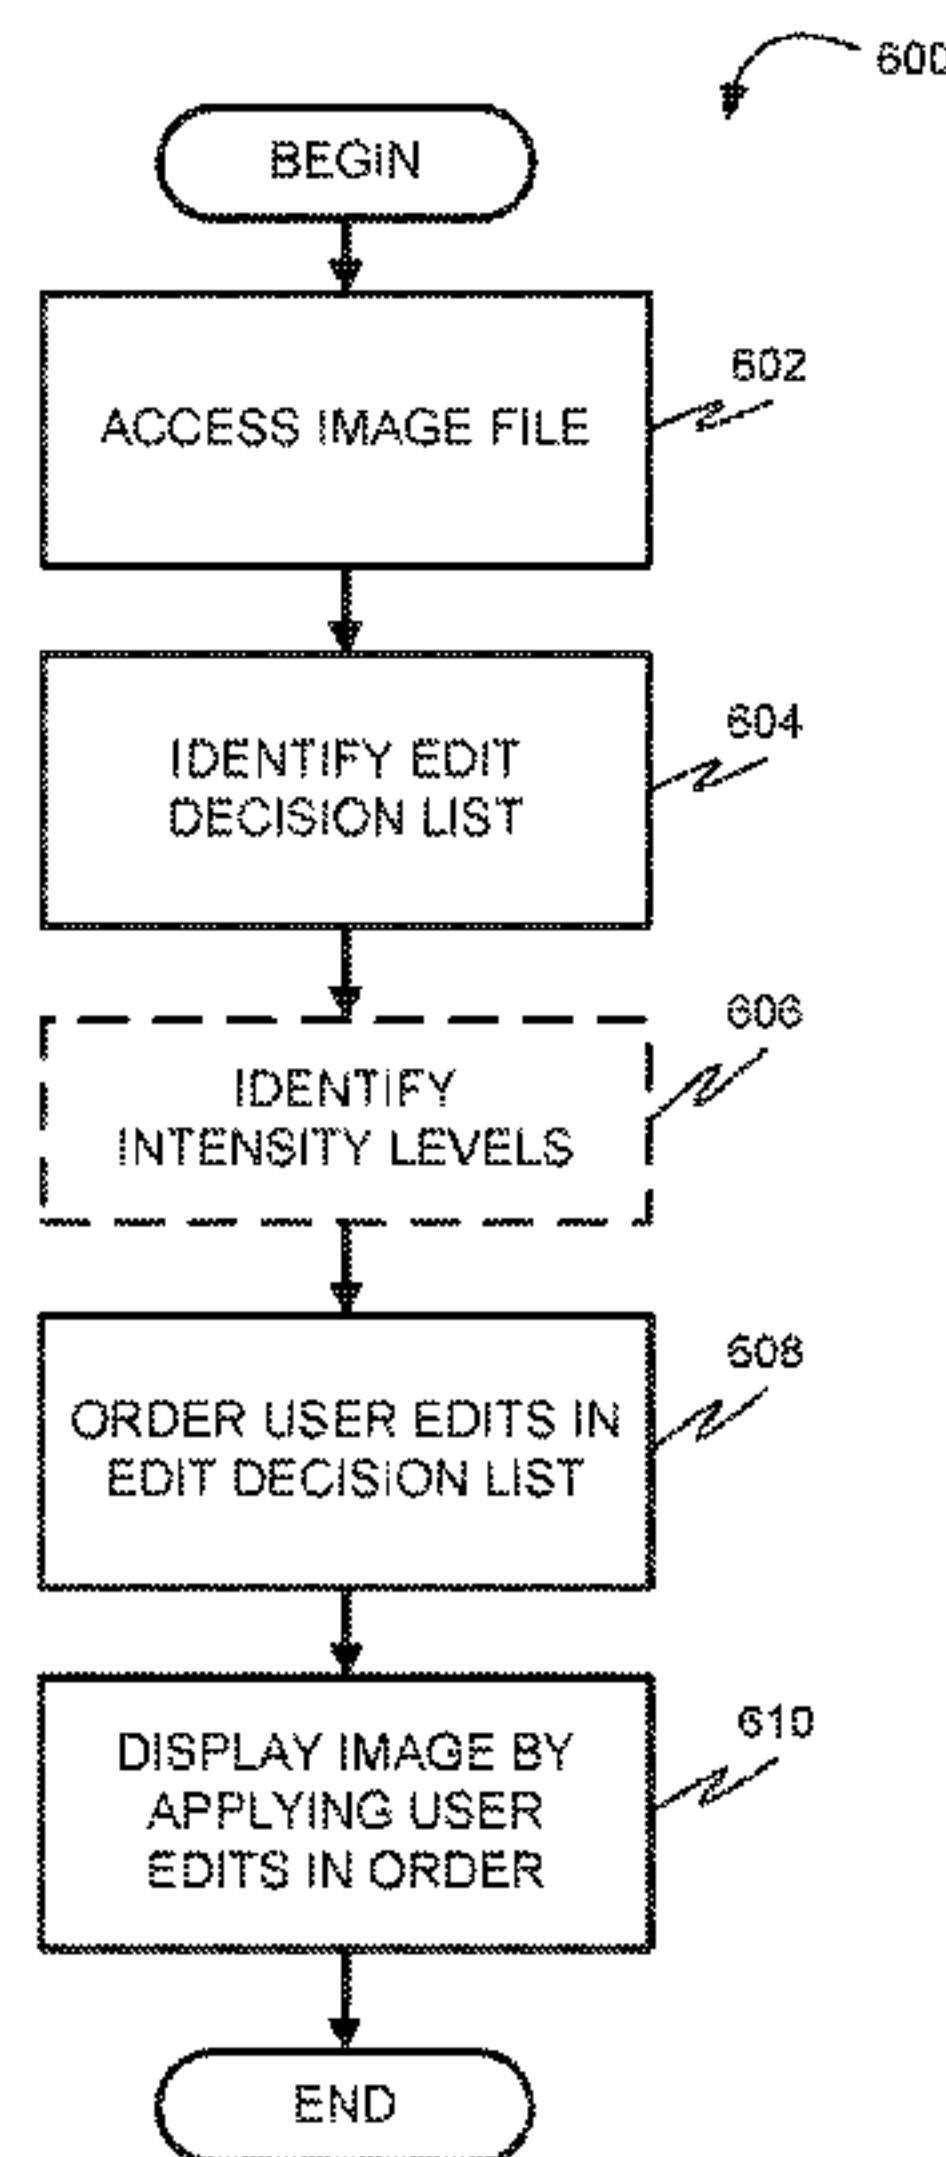 600
BEGIN
602
ACCESS IMAGE FILE
604
IDENTIFY EDIT
DECISION LIST
606
IDENTIFY
INTENSITY LEVELS
608
ORDER USER EDITS IN
EDIT DECISION LIST
610
DISPLAY IMAGE BY
APPLYING USER
EDITS IN ORDER
END